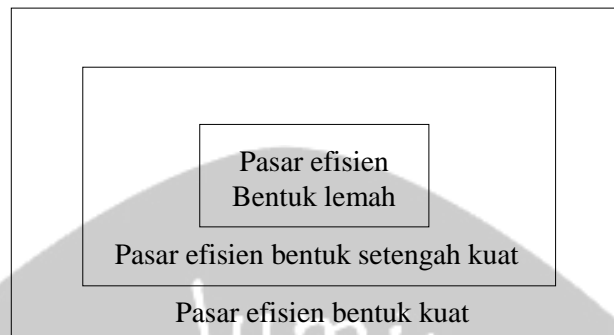 Pasar efisien
Bentuk lemah
Pasar efisien bentuk setengah kuat
Pasar efisien bentuk kuat